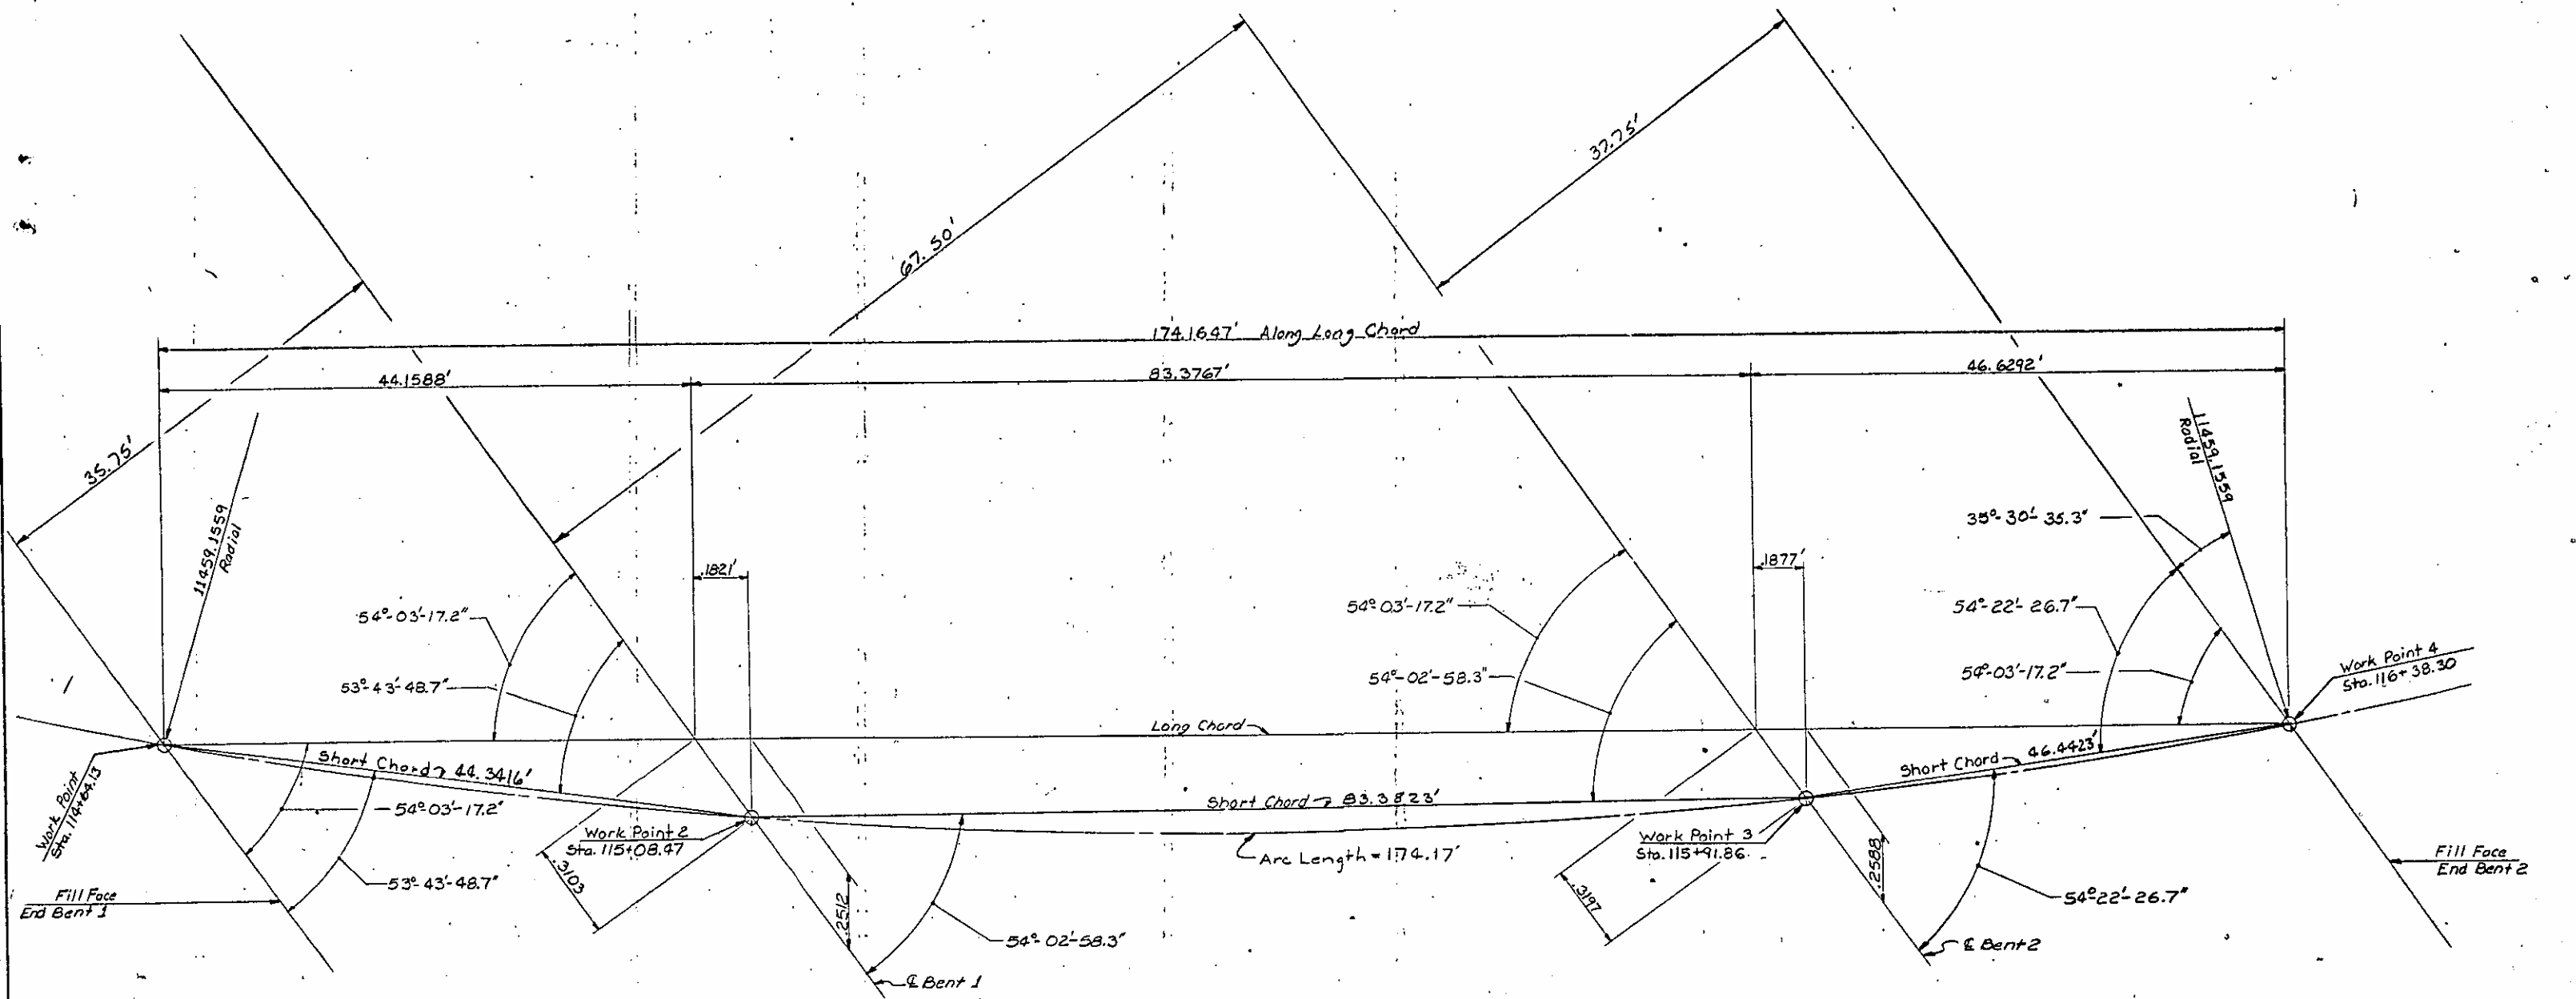 67.50'
37.75'
174.1647' Along Long Chord
44.1588'
83.3767'
46.6292'
35.75'
11459.1559
Radial
11459.1559
Radial
35°-30'-35.3"
.1821'
.1877'
54°-03'-17.2"
54°-03'-17.2"
54°-22'-26.7"
53°-43'-48.7"
54°-02'-58.3"
54°-03'-17.2"
Work Point 4
Sta. 116+38.30
Long Chord
Work Point
Sta. 114+64.13
Short Chord 44.3416'
Short Chord 83.3823'
Short Chord 46.4423'
54°-03'-17.2"
Work Point 2
Sta. 115+08.47
Work Point 3
Sta. 115+91.86
Arc Length = 174.17'
53°-43'-48.7"
.3103
.2512
.3197
.2588
54°-22'-26.7"
Fill Face
End Bent 1
Fill Face
End Bent 2
54°-02'-58.3"
℄ Bent 1
℄ Bent 2